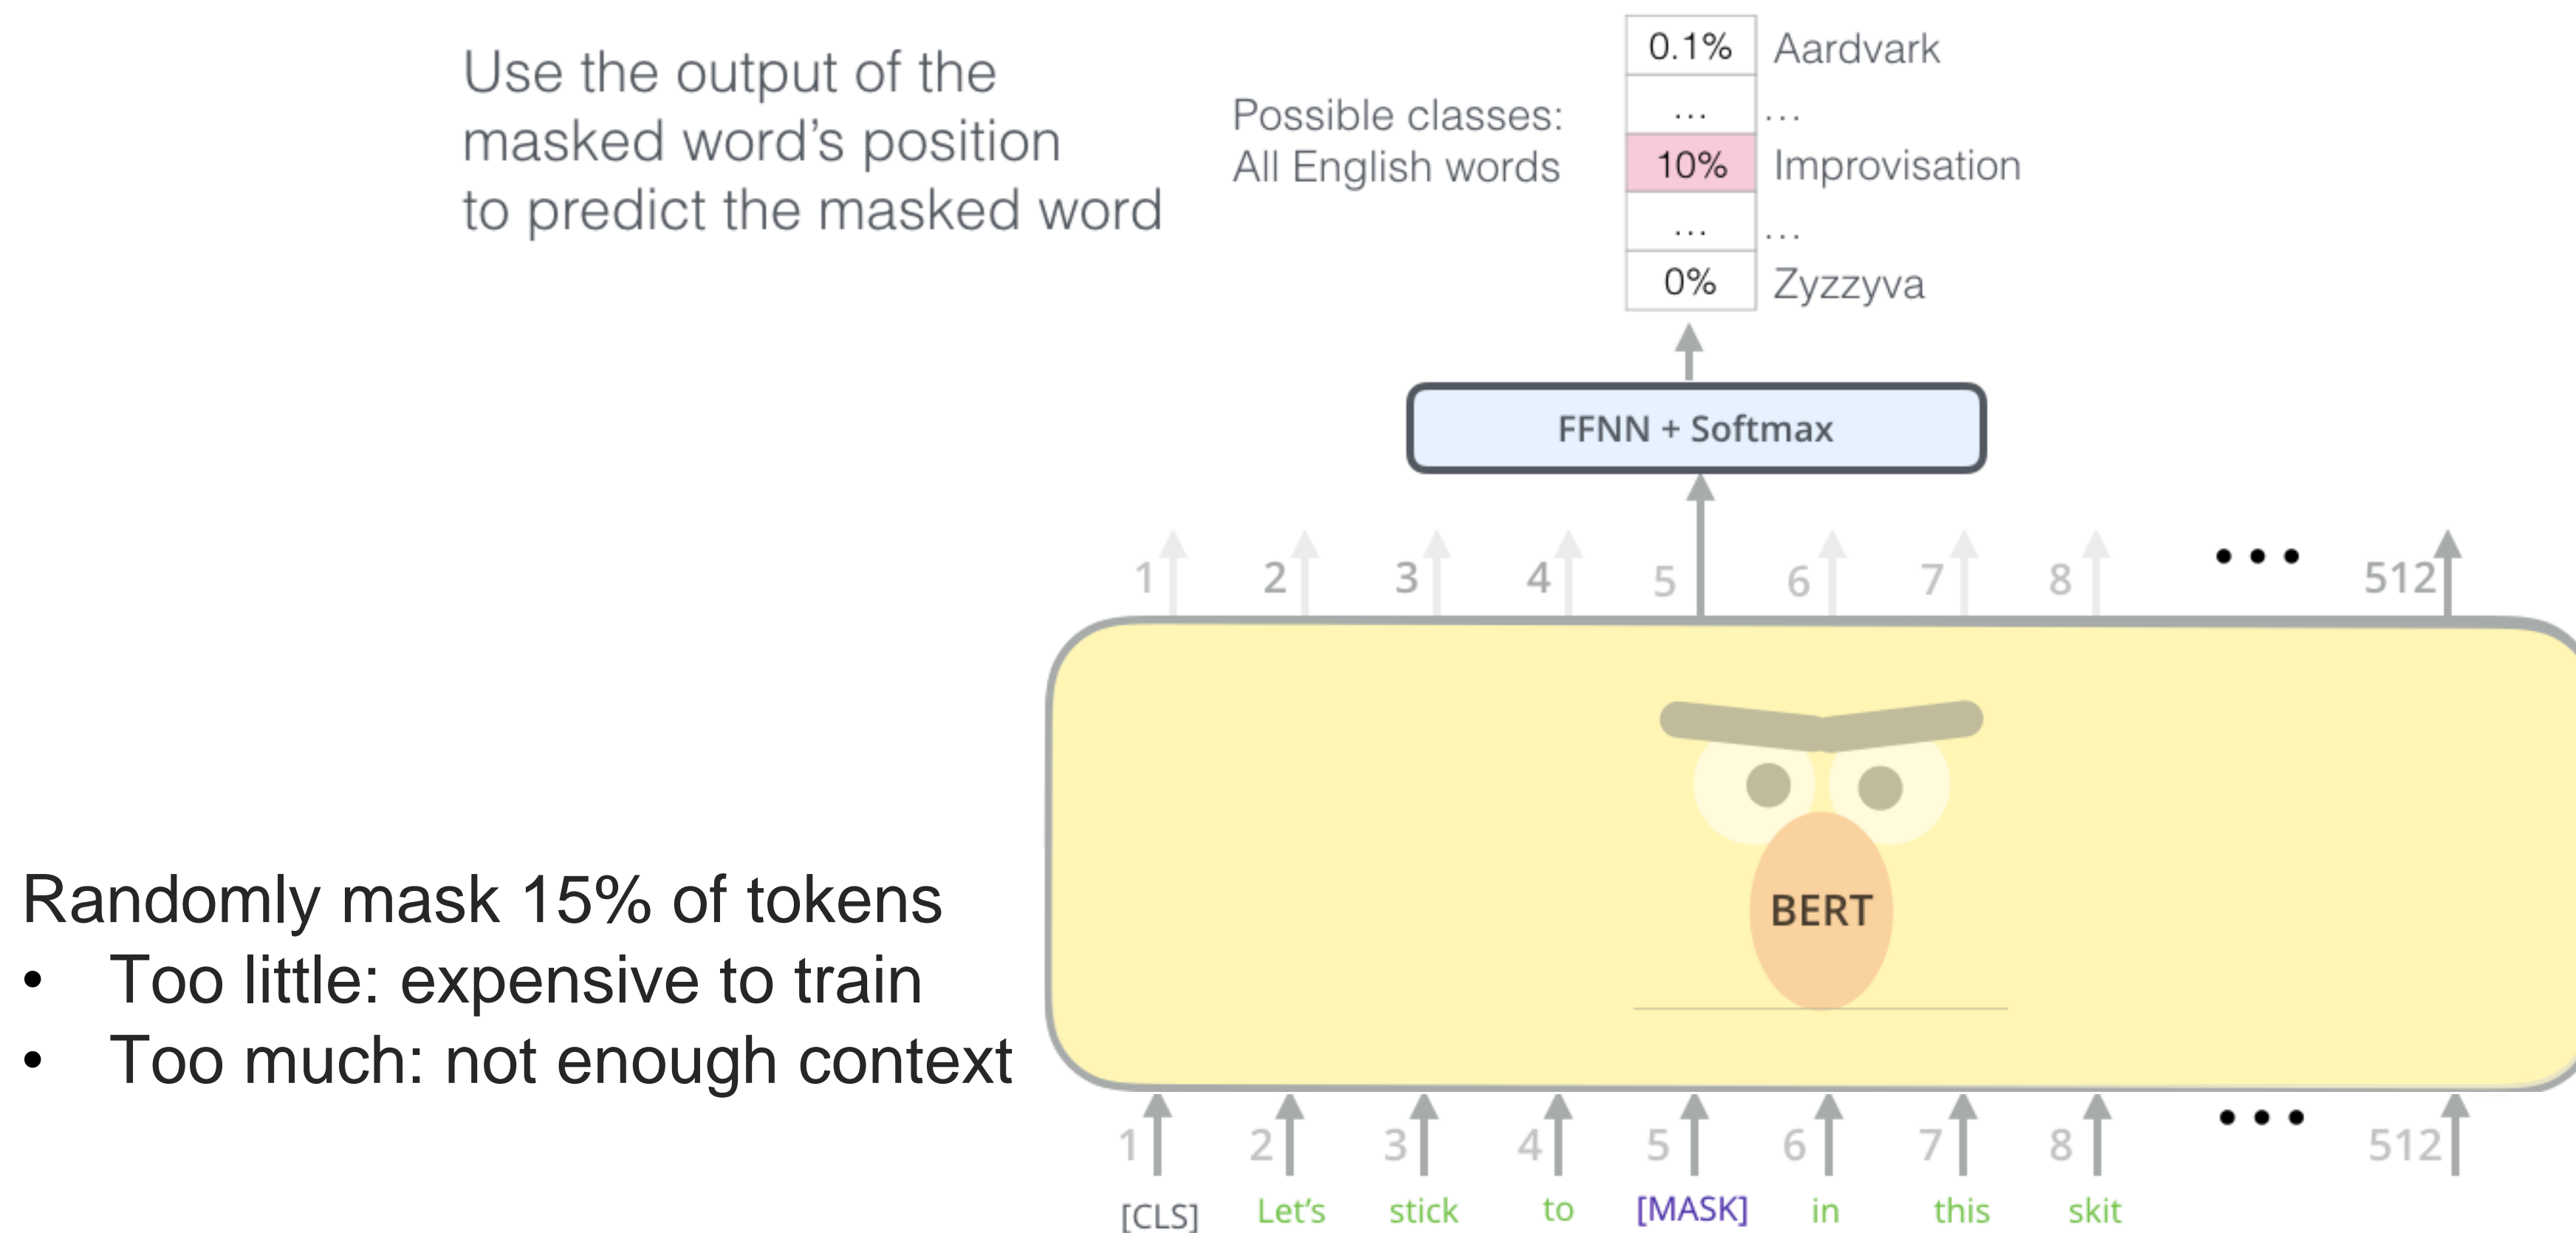 Use the output of the
masked word’s position
to predict the masked word
Possible classes:
All English words
0.1% Aardvark
... ...
10% Improvisation
... ...
0% Zyzzyva
FFNN + Softmax
1 2 3 4 5 6 7 8 ••• 512
BERT
Randomly mask 15% of tokens
• Too little: expensive to train
• Too much: not enough context
1 2 3 4 5 6 7 8 ••• 512
[CLS] Let’s stick to [MASK] in this skit